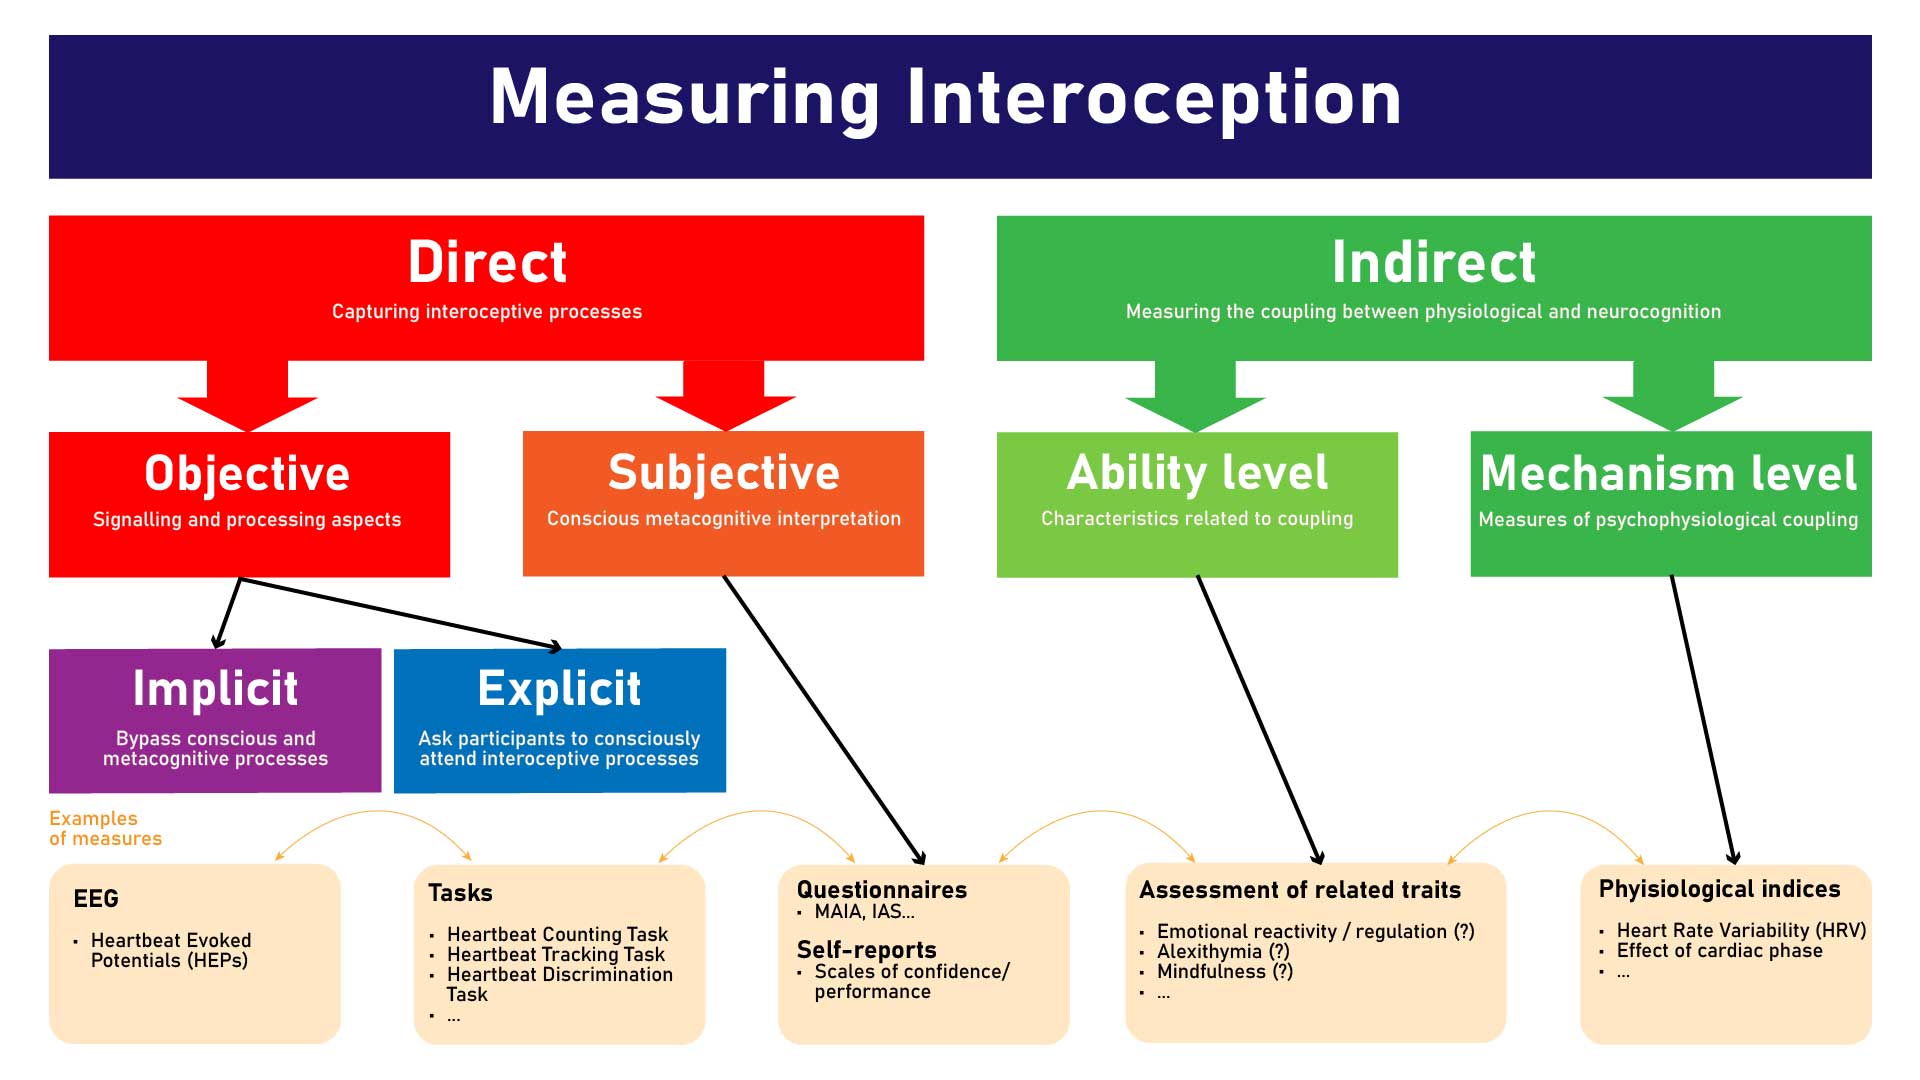 Measuring Interoception
Direct
Capturing interoceptive processes
Indirect
Measuring the coupling between physiological and neurocognition
Objective
Signalling and processing aspects
Subjective
Conscious metacognitive interpretation
Ability level
Characteristics related to coupling
Mechanism level
Measures of psychophysiological coupling
Implicit
Bypass conscious and
metacognitive processes
Explicit
Ask participants to consciously
attend interoceptive processes
Examples
of measures
EEG
▪ Heartbeat Evoked
Potentials (HEPs)
Tasks
▪ Heartbeat Counting Task
▪ Heartbeat Tracking Task
▪ Heartbeat Discrimination
Task
▪ ...
Questionnaires
▪ MAIA, IAS...
Self-reports
▪ Scales of confidence/
performance
Assessment of related traits
▪ Emotional reactivity / regulation (?)
▪ Alexithymia (?)
▪ Mindfulness (?)
▪ ...
Phyisiological indices
▪ Heart Rate Variability (HRV)
▪ Effect of cardiac phase
▪ ...